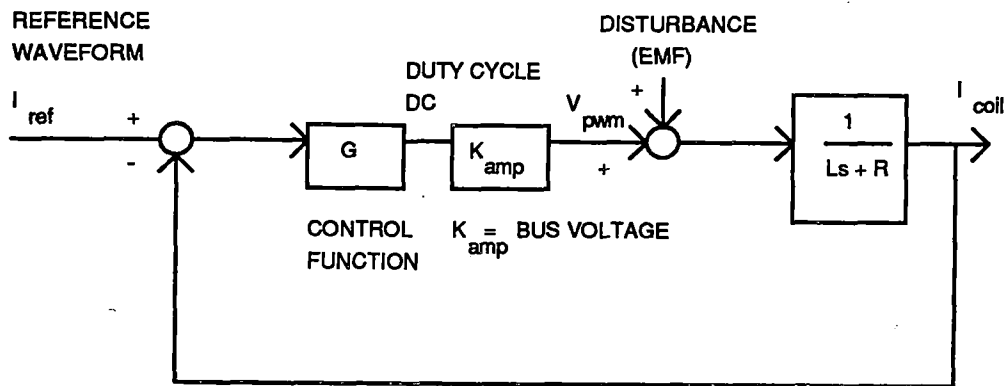 REFERENCE
WAVEFORM
I ref
+
-
G
CONTROL
FUNCTION
DUTY CYCLE
DC
K amp
K amp = BUS VOLTAGE
V pwm
+
DISTURBANCE
(EMF)
+
1
Ls + R
I coil